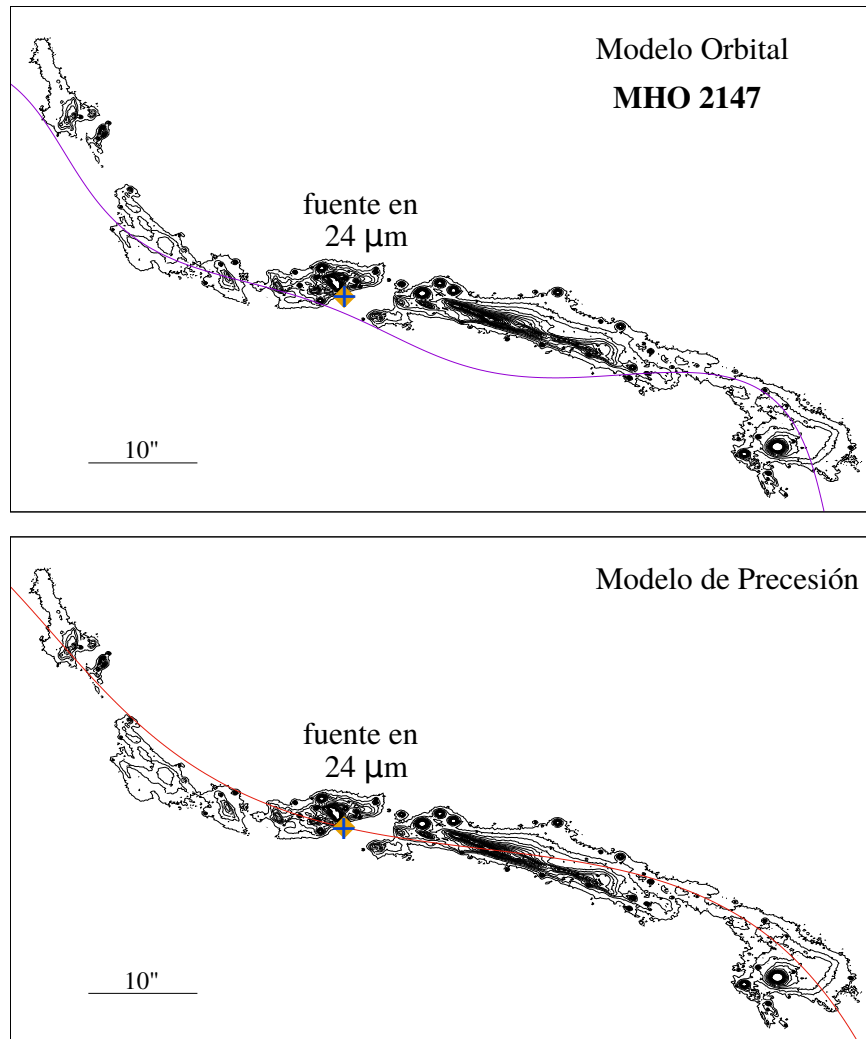 Modelo Orbital
MHO 2147
fuente en
24 μm
10"
Modelo de Precesión
fuente en
24 μm
10"